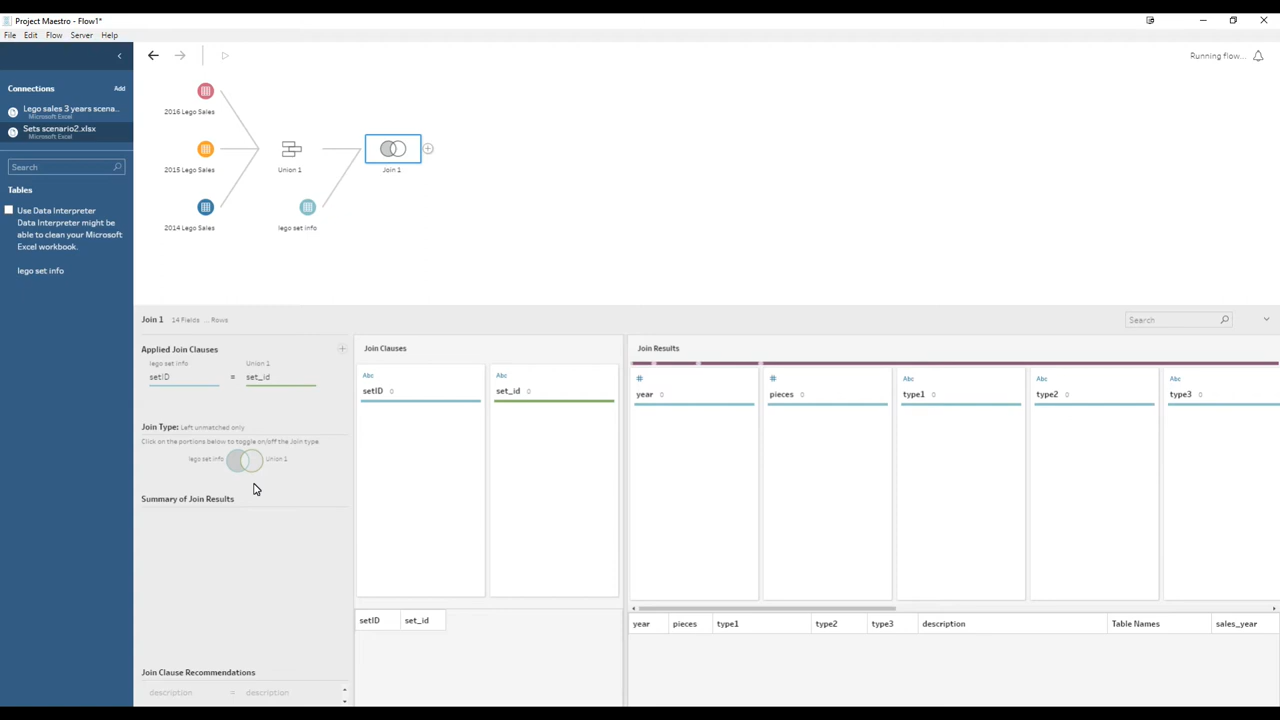 Project Maestro - Flow1*
File Edit Flow Server Help
Running flow...
Connections Add
Lego sales 3 years scena...
Microsoft Excel
Sets scenario2.xlsx
Microsoft Excel
Search
Tables
Use Data Interpreter
Data Interpreter might be
able to clean your Microsoft
Excel workbook.
lego set info
2016 Lego Sales
2015 Lego Sales
Union 1
Join 1
2014 Lego Sales
lego set info
Join 1 14 Fields ... Rows
Search
Applied Join Clauses
lego set info Union 1
setID = set_id
Join Type: Left unmatched only
Click on the portions below to toggle on/off the Join type.
lego set info Union 1
Summary of Join Results
Join Clause Recommendations
description = description
Join Clauses
Abc Abc
setID set_id
setID set_id
Join Results
# # Abc Abc Abc
year pieces type1 type2 type3
year pieces type1 type2 type3 description Table Names sales_year